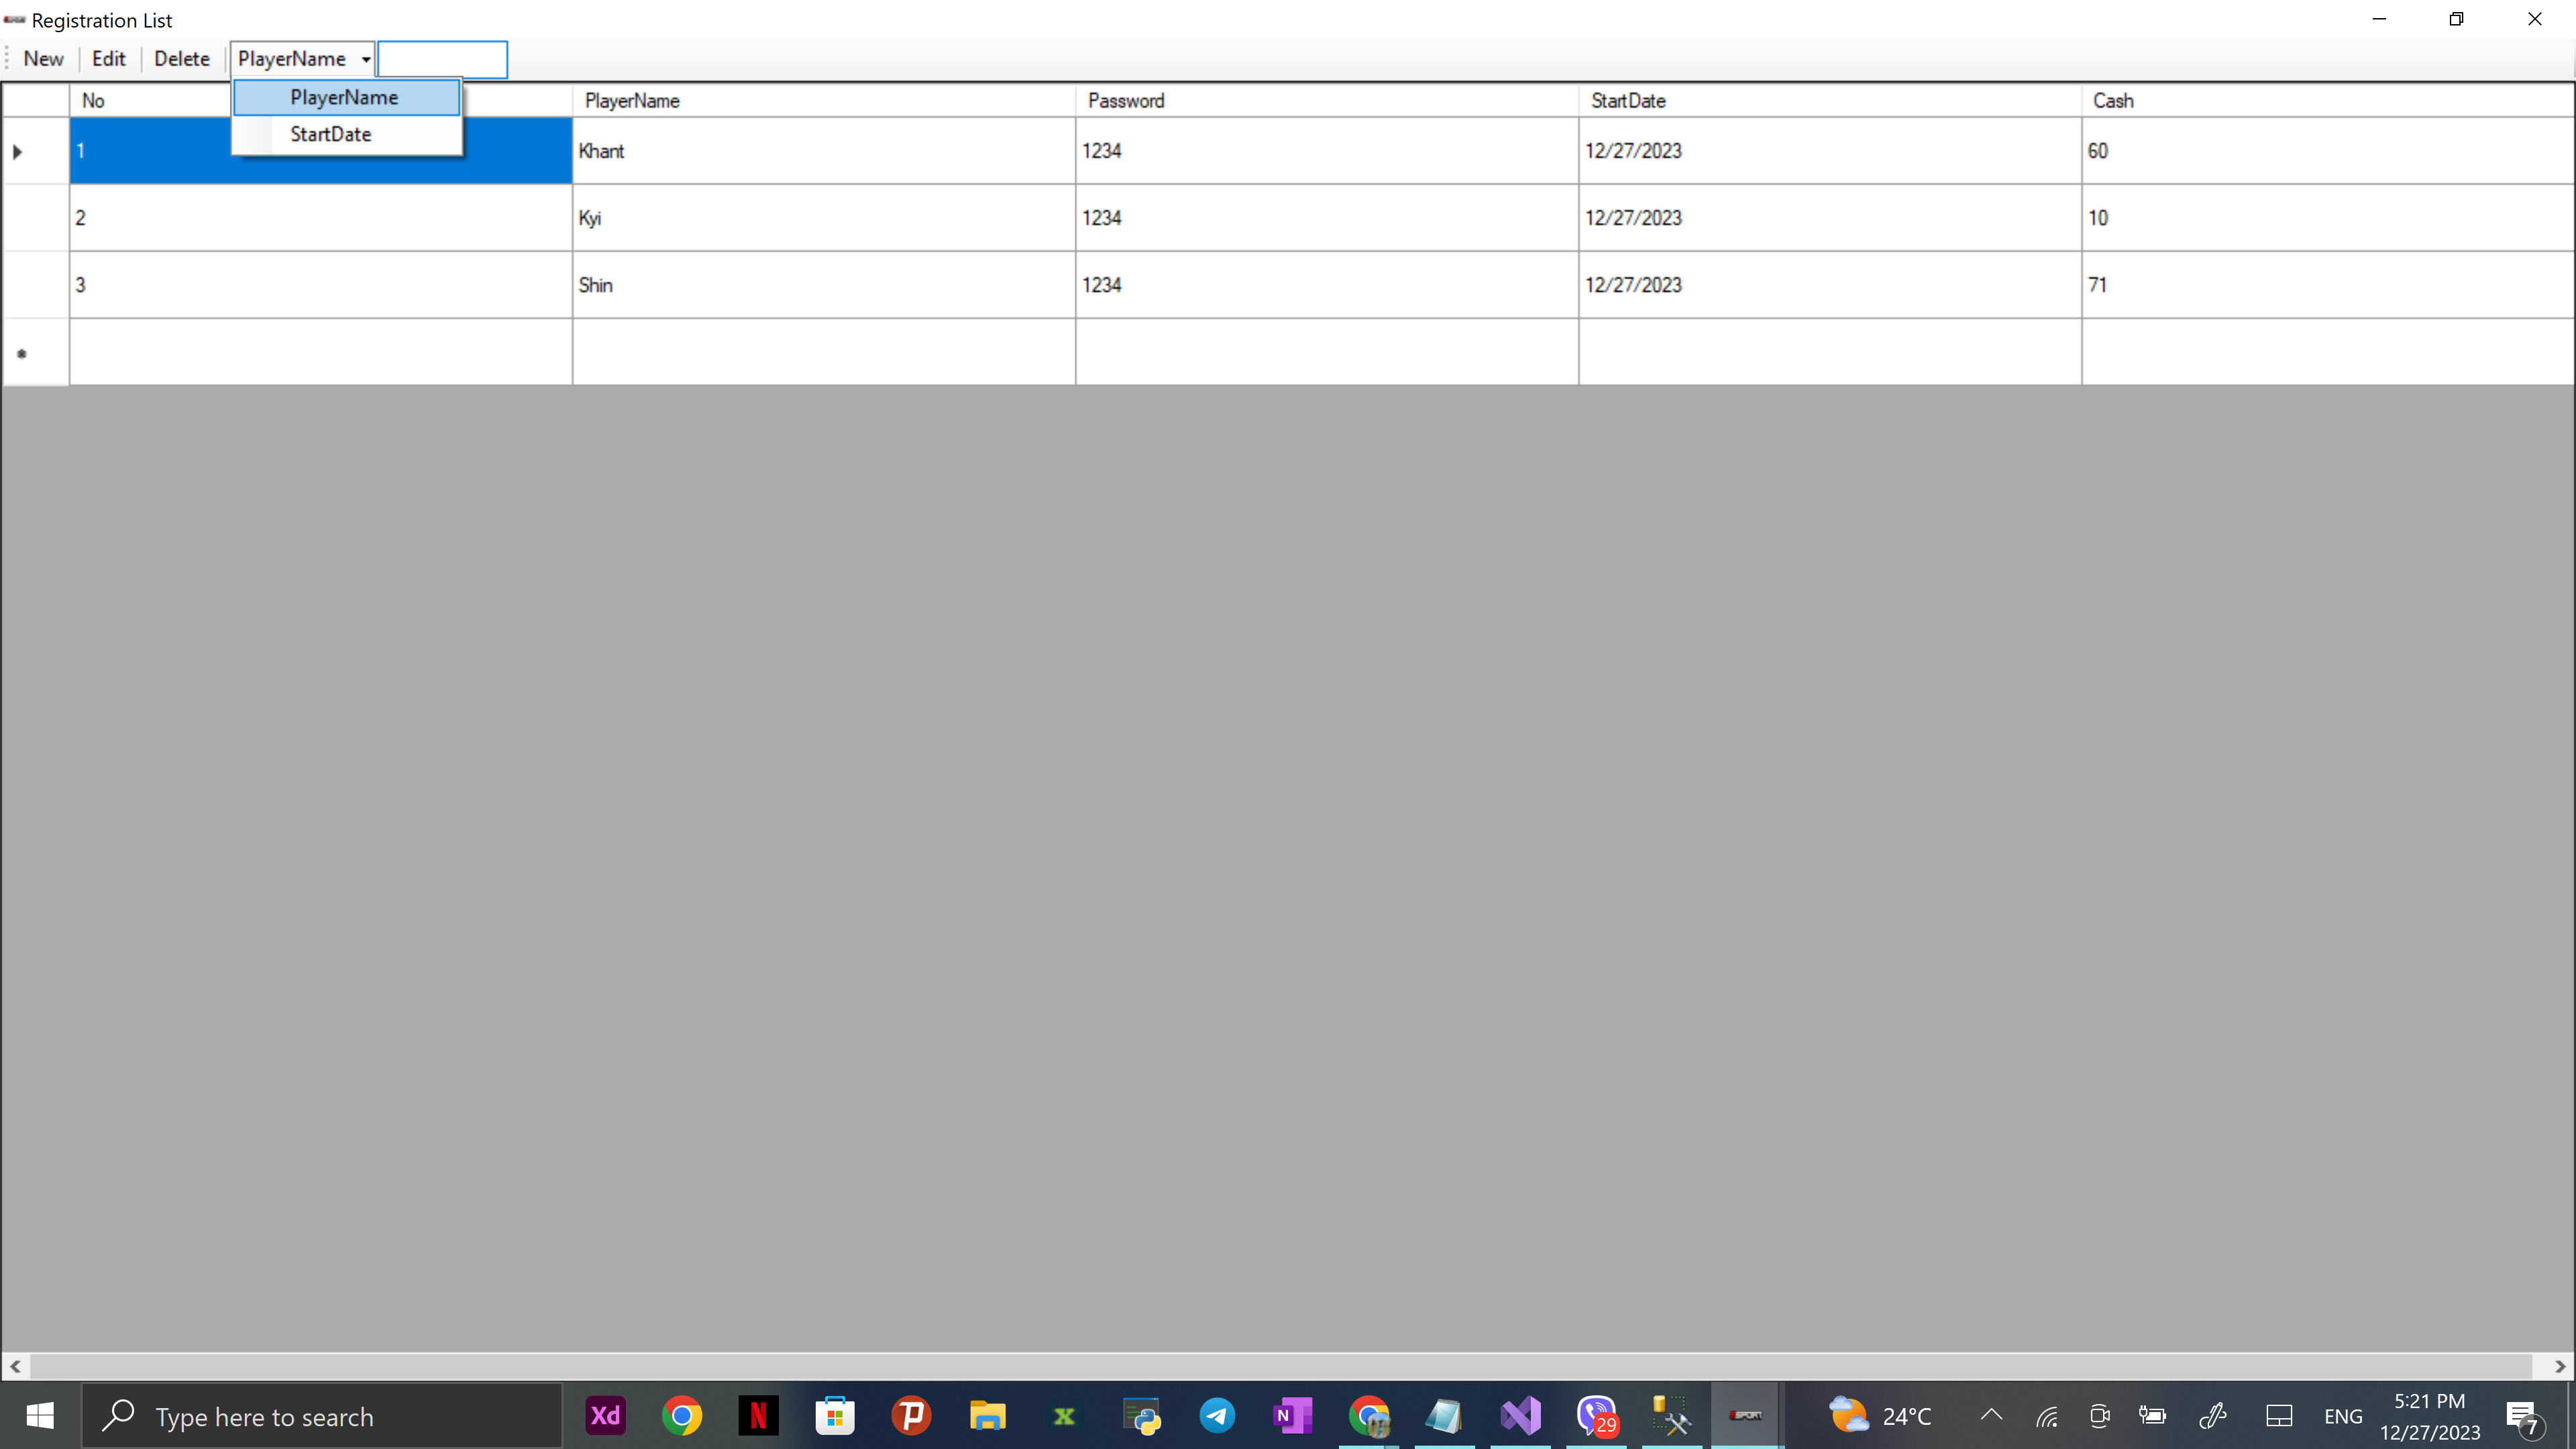 Registration List
New Edit Delete PlayerName
PlayerName
StartDate
No PlayerName Password StartDate Cash
1 Khant 1234 12/27/2023 60
2 Kyi 1234 12/27/2023 10
3 Shin 1234 12/27/2023 71
Type here to search Xd N N 29 24°C ENG 5:21 PM
12/27/2023 7